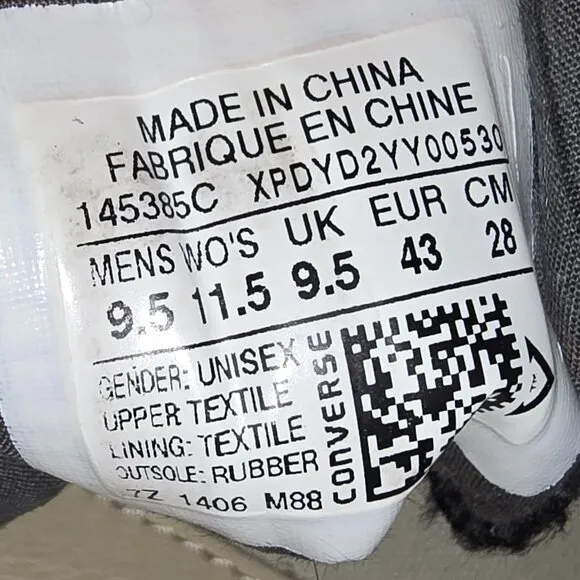 MADE IN CHINA
FABRIQUE EN CHINE
145385C XPDYD2YY00530
MENS WO'S UK EUR CM
9.5 11.5 9.5 43 28
GENDER: UNISEX
UPPER TEXTILE
LINING: TEXTILE
OUTSOLE: RUBBER
7Z 1406 M88
CONVERSE